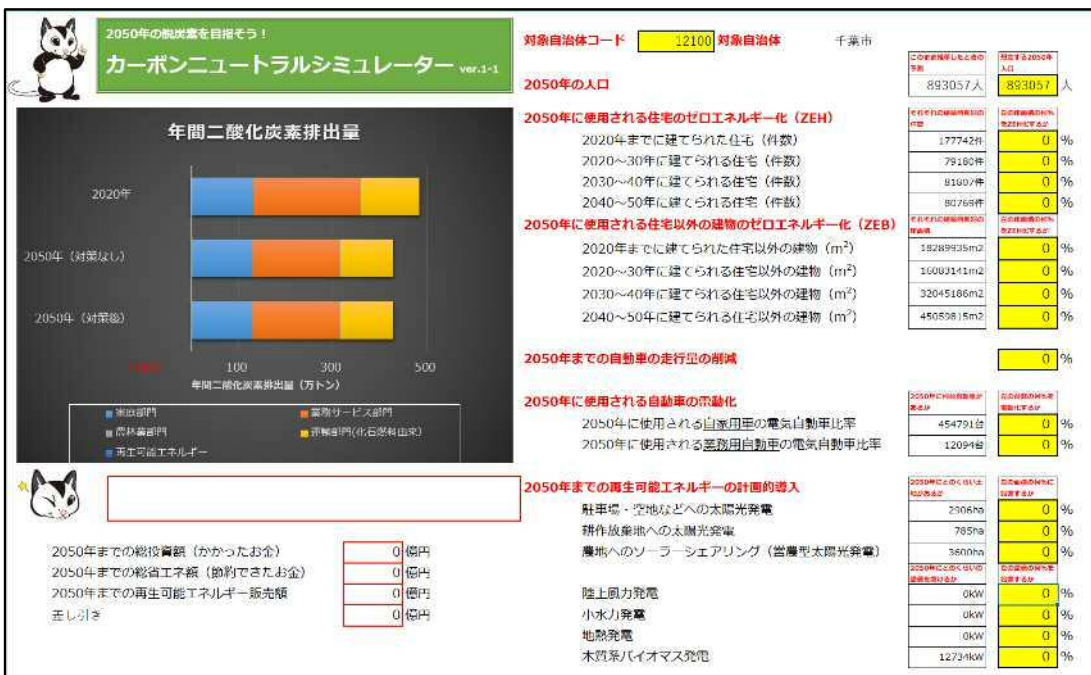 2050年の脱炭素を目指そう！
カーボンニュートラルシミュレーター ver.1-1
年間二酸化炭素排出量
2020年
2050年（対策なし）
2050年（対策後）
100 300 500
年間二酸化炭素排出量（万トン）
家庭部門 業務サービス部門
農林業部門 運輸部門(化石燃料由来)
再生可能エネルギー
2050年までの総投資額（かかったお金） 0 億円
2050年までの総省エネ額（節約できたお金） 0 億円
2050年までの再生可能エネルギー販売額 0 億円
差し引き 0 億円
対象自治体コード 12100 対象自治体 千葉市
2050年の人口 893057人 893057 人
2050年に使用される住宅のゼロエネルギー化（ZEH）
2020年までに建てられた住宅（件数） 177742件 0 %
2020～30年に建てられる住宅（件数） 79180件 0 %
2030～40年に建てられる住宅（件数） 81807件 0 %
2040～50年に建てられる住宅（件数） 80769件 0 %
2050年に使用される住宅以外の建物のゼロエネルギー化（ZEB）
2020年までに建てられた住宅以外の建物（m²） 18289935m2 0 %
2020～30年に建てられる住宅以外の建物（m²） 16083141m2 0 %
2030～40年に建てられる住宅以外の建物（m²） 32045186m2 0 %
2040～50年に建てられる住宅以外の建物（m²） 45059815m2 0 %
2050年までの自動車の走行量の削減 0 %
2050年に使用される自動車の電動化
2050年に使用される自家用車の電気自動車比率 454791台 0 %
2050年に使用される業務用自動車の電気自動車比率 12094台 0 %
2050年までの再生可能エネルギーの計画的導入
駐車場・空地などへの太陽光発電 2906ha 0 %
耕作放棄地への太陽光発電 785ha 0 %
農地へのソーラーシェアリング（営農型太陽光発電） 3600ha 0 %
陸上風力発電 0kW 0 %
小水力発電 0kW 0 %
地熱発電 0kW 0 %
木質系バイオマス発電 12734kW 0 %